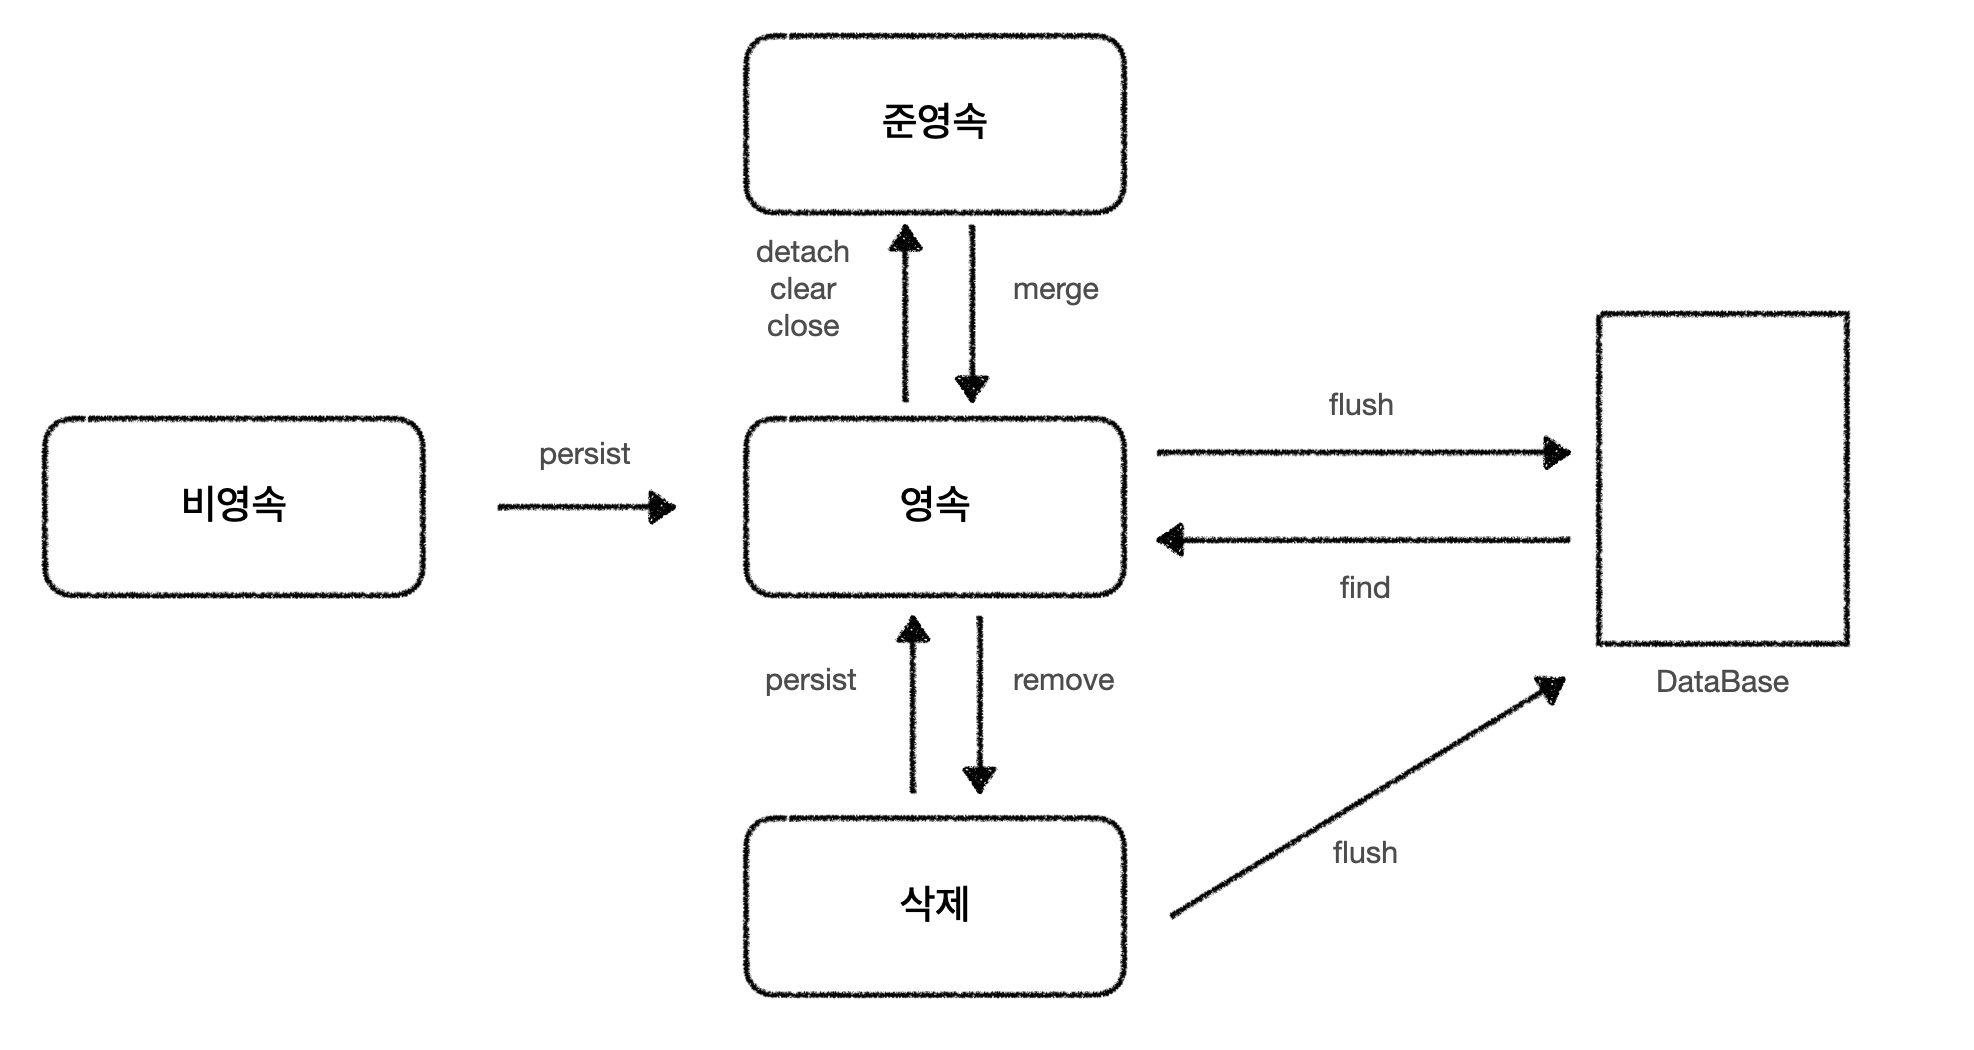 준영속
detach
clear
close
merge
flush
비영속
persist
영속
find
persist
remove
DataBase
삭제
flush